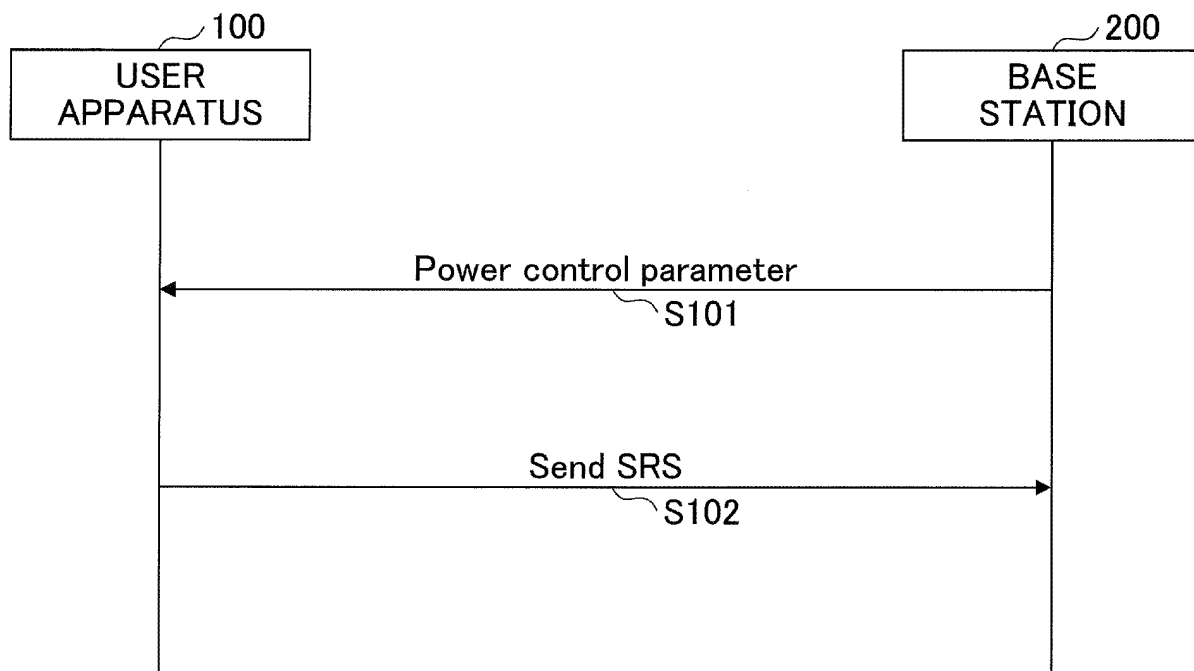 100
USER
APPARATUS
200
BASE
STATION
Power control parameter
S101
Send SRS
S102